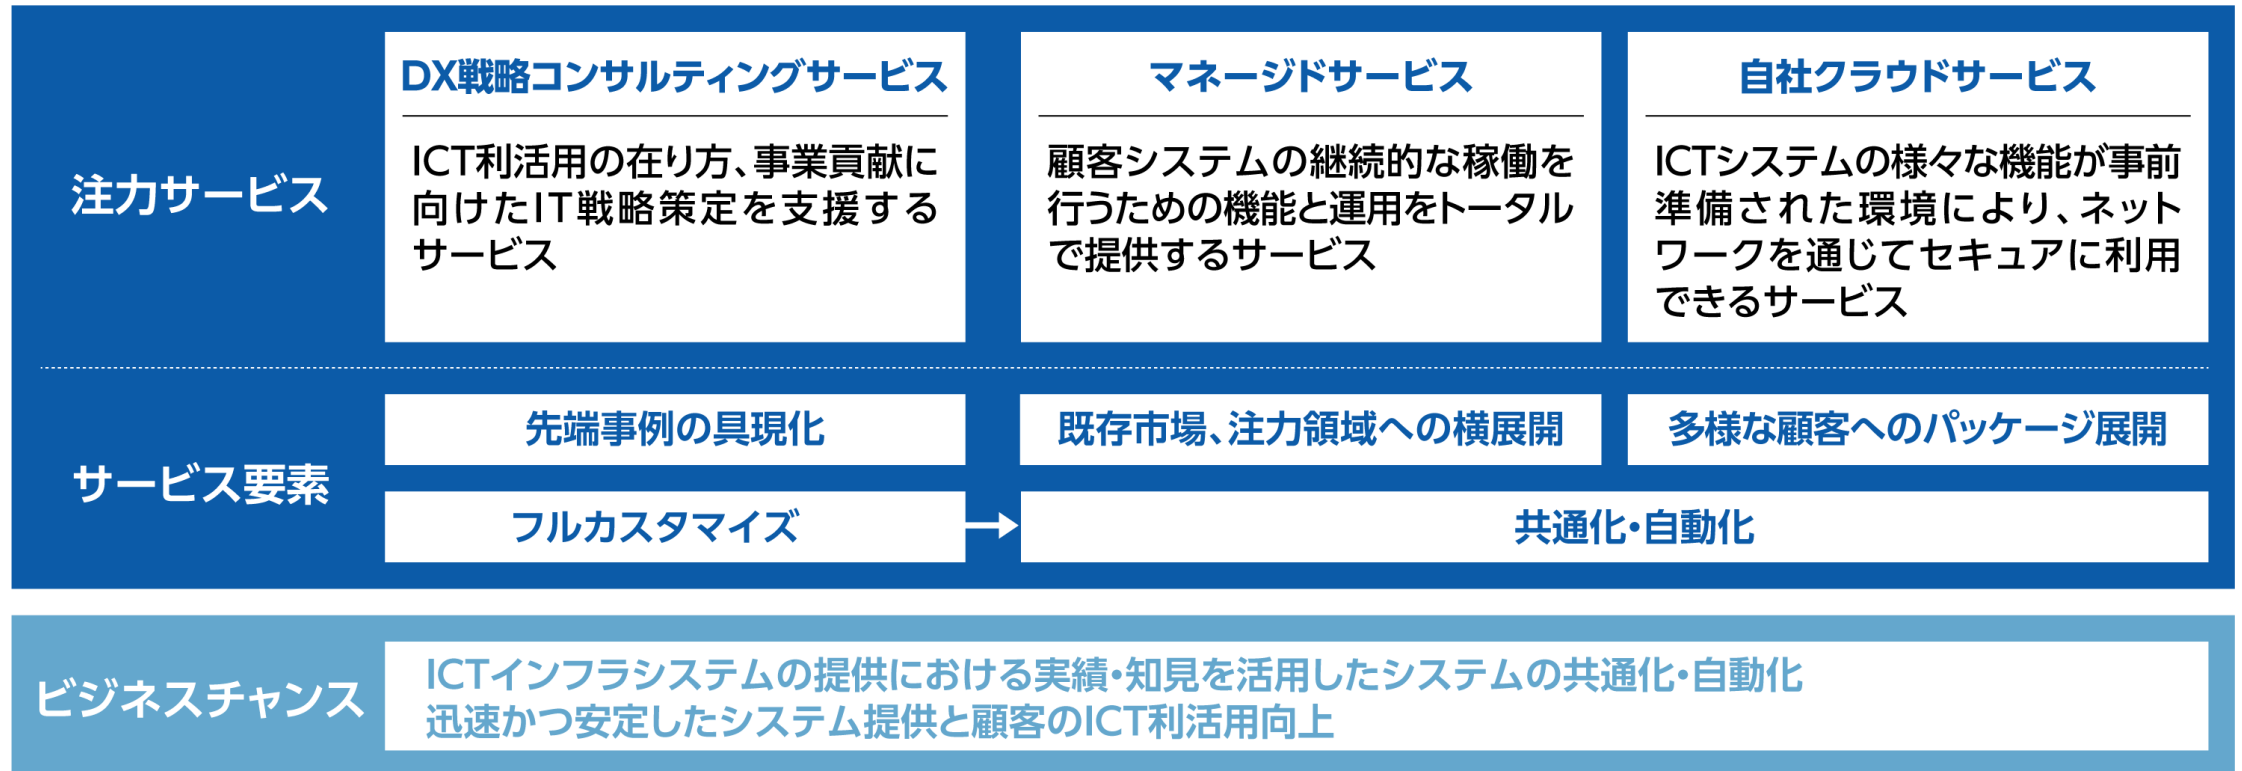 注力サービス
DX戦略コンサルティングサービス
ICT利活用の在り方、事業貢献に
向けたIT戦略策定を支援する
サービス
マネージドサービス
顧客システムの継続的な稼働を
行うための機能と運用をトータル
で提供するサービス
自社クラウドサービス
ICTシステムの様々な機能が事前
準備された環境により、ネット
ワークを通じてセキュアに利用
できるサービス
サービス要素
先端事例の具現化
既存市場、注力領域への横展開
多様な顧客へのパッケージ展開
フルカスタマイズ
共通化・自動化
ビジネスチャンス
ICTインフラシステムの提供における実績・知見を活用したシステムの共通化・自動化
迅速かつ安定したシステム提供と顧客のICT利活用向上